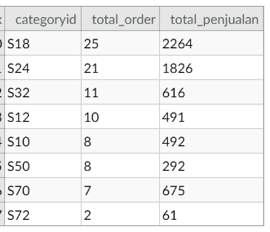 categoryid total_order total_penjualan
S18 25 2264
S24 21 1826
S32 11 616
S12 10 491
S10 8 492
S50 8 292
S70 7 675
S72 2 61